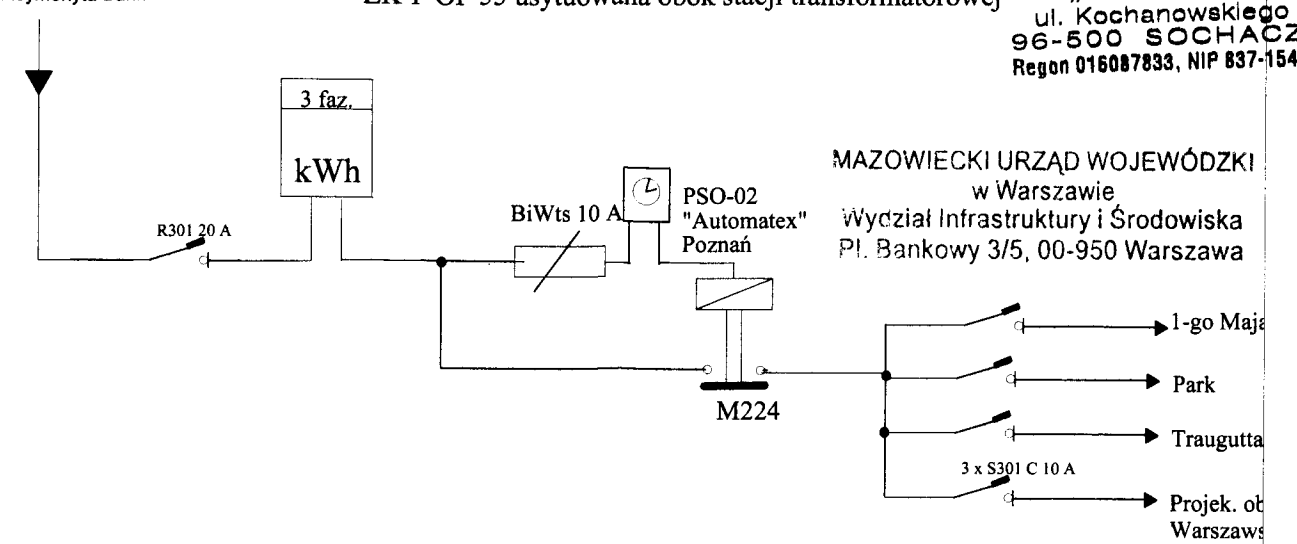 ZK-1-OP-55 usytuowana obok stacji transformatorowej
ul. Kochanowskiego
96-500 SOCHACZ
Regon 016087833, NIP 837-154
3 faz.
kWh
MAZOWIECKI URZĄD WOJEWÓDZKI
w Warszawie
Wydział Infrastruktury i Środowiska
Pl. Bankowy 3/5, 00-950 Warszawa
PSO-02
"Automatex"
Poznań
BiWts 10 A
R301 20 A
1-go Maja
Park
M224
Traugutta
3 x S301 C 10 A
Projek. ob
Warszaws